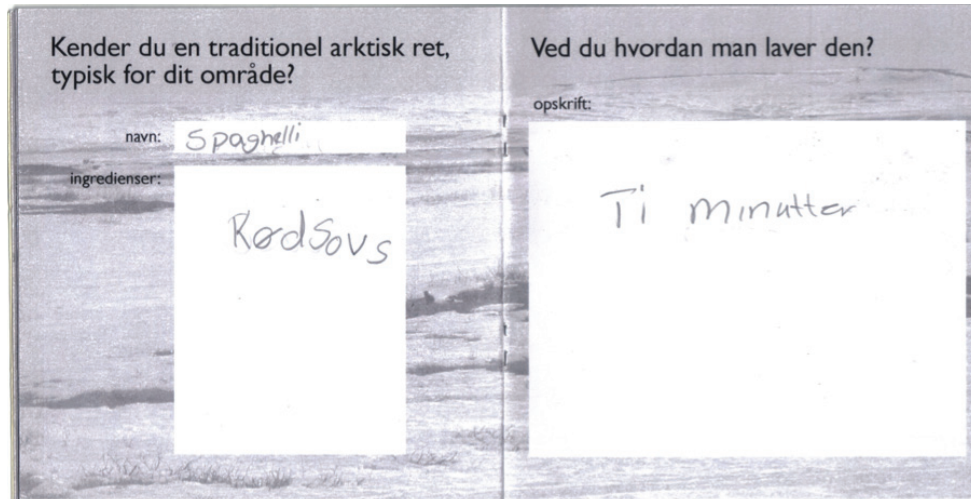 Kender du en traditionel arktisk ret,
typisk for dit område?
navn:
Spaghelli
ingredienser:
Rødsovs
Ved du hvordan man laver den?
opskrift:
Ti minutter